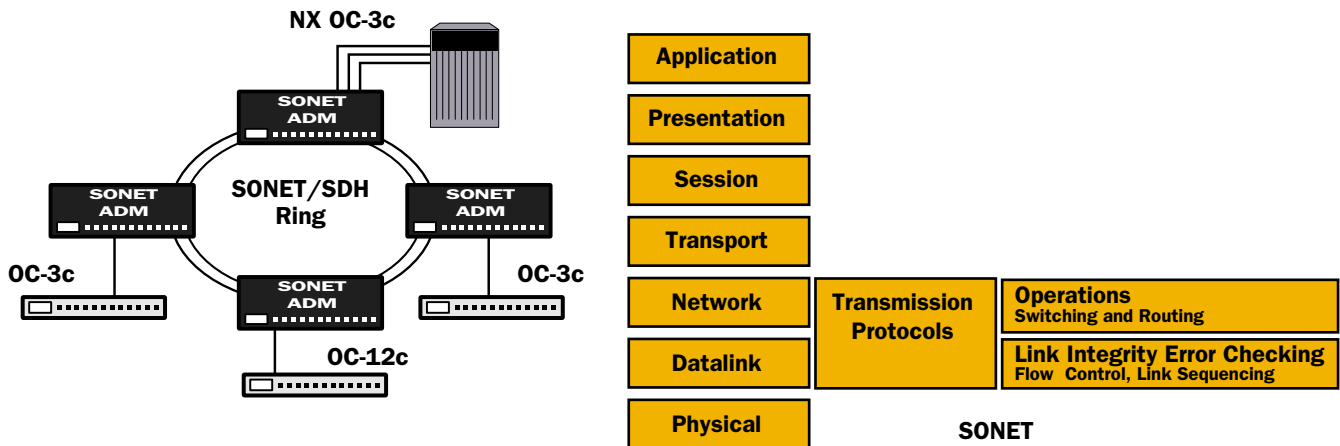 NX OC-3c
SONET
ADM
SONET
ADM
SONET/SDH
Ring
SONET
ADM
OC-3c
SONET
ADM
OC-3c
OC-12c
Application
Presentation
Session
Transport
Network
Transmission
Protocols
Operations
Switching and Routing
Datalink
Link Integrity Error Checking
Flow Control, Link Sequencing
Physical
SONET